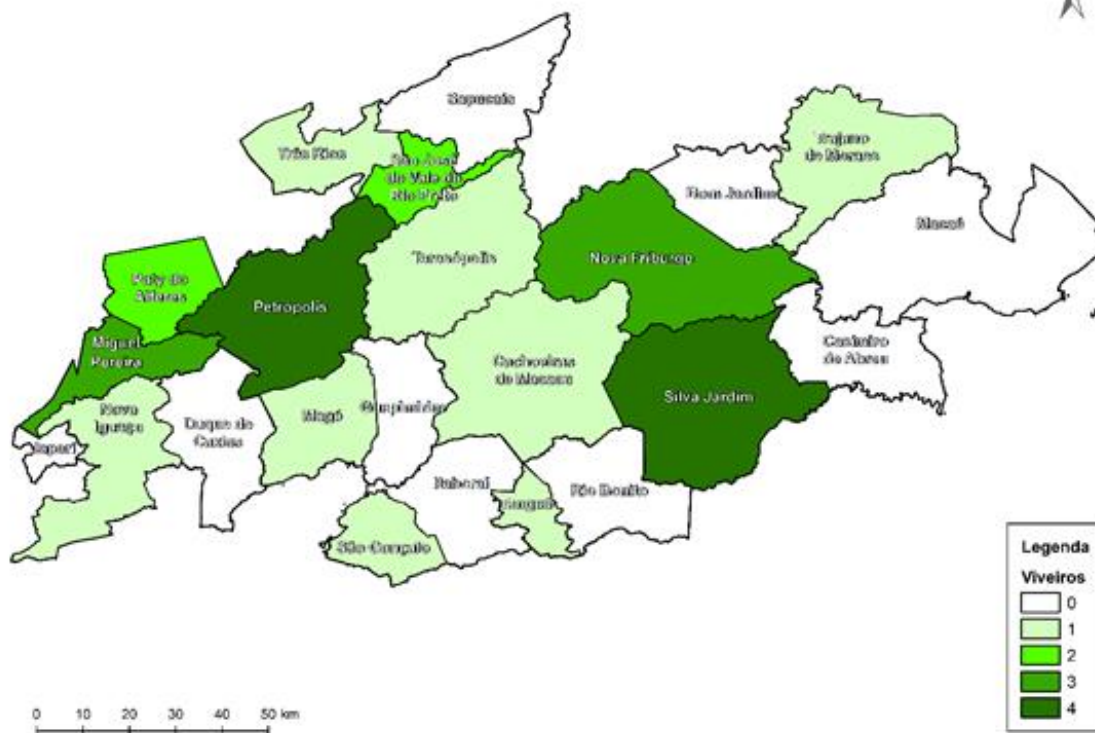 Sapucaia
Trajano
de Moraes
Três Rios
São José
do Vale do
Rio Preto
Bom Jardim
Macaé
Teresópolis
Nova Friburgo
Paty do
Alferes
Petropolis
Miguel
Pereira
Casimiro
de Abreu
Cachoeiras
de Macacu
Silva Jardim
Nova
Iguaçu
Duque de
Caxias
Magé
Guapimirim
Japeri
Itaboraí
Rio Bonito
Tanguá
São Gonçalo
Legenda
Viveiros
0
1
2
3
4
0 10 20 30 40 50 km